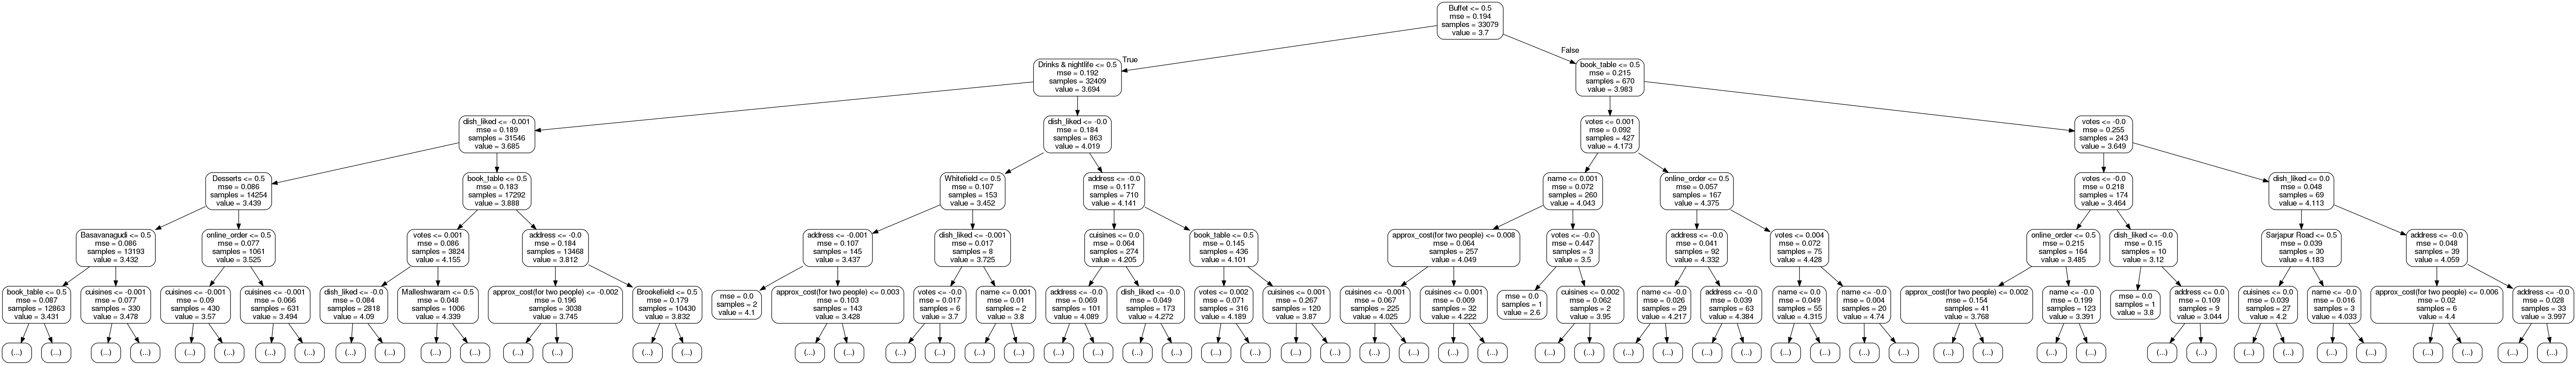 Buffet <= 0.5
mse = 0.194
samples = 33079
value = 3.7
True
False
Drinks & nightlife <= 0.5
mse = 0.192
samples = 32409
value = 3.694
book_table <= 0.5
mse = 0.215
samples = 670
value = 3.983
dish_liked <= -0.001
mse = 0.189
samples = 31546
value = 3.685
dish_liked <= -0.0
mse = 0.184
samples = 863
value = 4.019
votes <= 0.001
mse = 0.092
samples = 427
value = 4.173
votes <= -0.0
mse = 0.255
samples = 243
value = 3.649
Desserts <= 0.5
mse = 0.086
samples = 14254
value = 3.439
book_table <= 0.5
mse = 0.183
samples = 17292
value = 3.888
Whitefield <= 0.5
mse = 0.107
samples = 153
value = 3.452
address <= -0.0
mse = 0.117
samples = 710
value = 4.141
name <= 0.001
mse = 0.072
samples = 260
value = 4.043
online_order <= 0.5
mse = 0.057
samples = 167
value = 4.375
votes <= -0.0
mse = 0.218
samples = 174
value = 3.464
dish_liked <= 0.0
mse = 0.048
samples = 69
value = 4.113
Basavanagudi <= 0.5
mse = 0.086
samples = 13193
value = 3.432
online_order <= 0.5
mse = 0.077
samples = 1061
value = 3.525
votes <= 0.001
mse = 0.086
samples = 3824
value = 4.155
address <= -0.0
mse = 0.184
samples = 13468
value = 3.812
address <= -0.001
mse = 0.107
samples = 145
value = 3.437
dish_liked <= -0.001
mse = 0.017
samples = 8
value = 3.725
cuisines <= 0.0
mse = 0.064
samples = 274
value = 4.205
book_table <= 0.5
mse = 0.145
samples = 436
value = 4.101
approx_cost(for two people) <= 0.008
mse = 0.064
samples = 257
value = 4.049
votes <= -0.0
mse = 0.447
samples = 3
value = 3.5
address <= -0.0
mse = 0.041
samples = 92
value = 4.332
votes <= 0.004
mse = 0.072
samples = 75
value = 4.428
online_order <= 0.5
mse = 0.215
samples = 164
value = 3.485
dish_liked <= -0.0
mse = 0.15
samples = 10
value = 3.12
Sarjapur Road <= 0.5
mse = 0.039
samples = 30
value = 4.183
address <= -0.0
mse = 0.048
samples = 39
value = 4.059
book_table <= 0.5
mse = 0.087
samples = 12863
value = 3.431
cuisines <= -0.001
mse = 0.077
samples = 330
value = 3.478
cuisines <= -0.001
mse = 0.09
samples = 430
value = 3.57
cuisines <= -0.001
mse = 0.066
samples = 631
value = 3.494
dish_liked <= -0.0
mse = 0.084
samples = 2818
value = 4.09
Malleshwaram <= 0.5
mse = 0.048
samples = 1006
value = 4.339
approx_cost(for two people) <= -0.002
mse = 0.196
samples = 3038
value = 3.745
Brookefield <= 0.5
mse = 0.179
samples = 10430
value = 3.832
mse = 0.0
samples = 2
value = 4.1
approx_cost(for two people) <= 0.003
mse = 0.103
samples = 143
value = 3.428
votes <= -0.0
mse = 0.017
samples = 6
value = 3.7
name <= 0.001
mse = 0.01
samples = 2
value = 3.8
address <= -0.0
mse = 0.069
samples = 101
value = 4.089
dish_liked <= -0.0
mse = 0.049
samples = 173
value = 4.272
votes <= 0.002
mse = 0.071
samples = 316
value = 4.189
cuisines <= 0.001
mse = 0.267
samples = 120
value = 3.87
cuisines <= -0.001
mse = 0.067
samples = 225
value = 4.025
cuisines <= 0.001
mse = 0.009
samples = 32
value = 4.222
mse = 0.0
samples = 1
value = 2.6
cuisines <= 0.002
mse = 0.062
samples = 2
value = 3.95
name <= -0.0
mse = 0.026
samples = 29
value = 4.217
address <= -0.0
mse = 0.039
samples = 63
value = 4.384
name <= 0.0
mse = 0.049
samples = 55
value = 4.315
name <= -0.0
mse = 0.004
samples = 20
value = 4.74
approx_cost(for two people) <= 0.002
mse = 0.154
samples = 41
value = 3.768
name <= -0.0
mse = 0.199
samples = 123
value = 3.391
mse = 0.0
samples = 1
value = 3.8
address <= 0.0
mse = 0.109
samples = 9
value = 3.044
cuisines <= 0.0
mse = 0.039
samples = 27
value = 4.2
name <= -0.0
mse = 0.016
samples = 3
value = 4.033
approx_cost(for two people) <= 0.006
mse = 0.02
samples = 6
value = 4.4
address <= -0.0
mse = 0.028
samples = 33
value = 3.997
(...) (...) (...) (...) (...) (...) (...) (...) (...) (...) (...) (...) (...) (...) (...) (...) (...) (...) (...) (...) (...) (...) (...) (...) (...) (...) (...) (...) (...) (...) (...) (...) (...) (...) (...) (...) (...) (...) (...) (...) (...) (...) (...) (...) (...) (...) (...) (...) (...) (...) (...) (...) (...) (...) (...) (...) (...) (...)